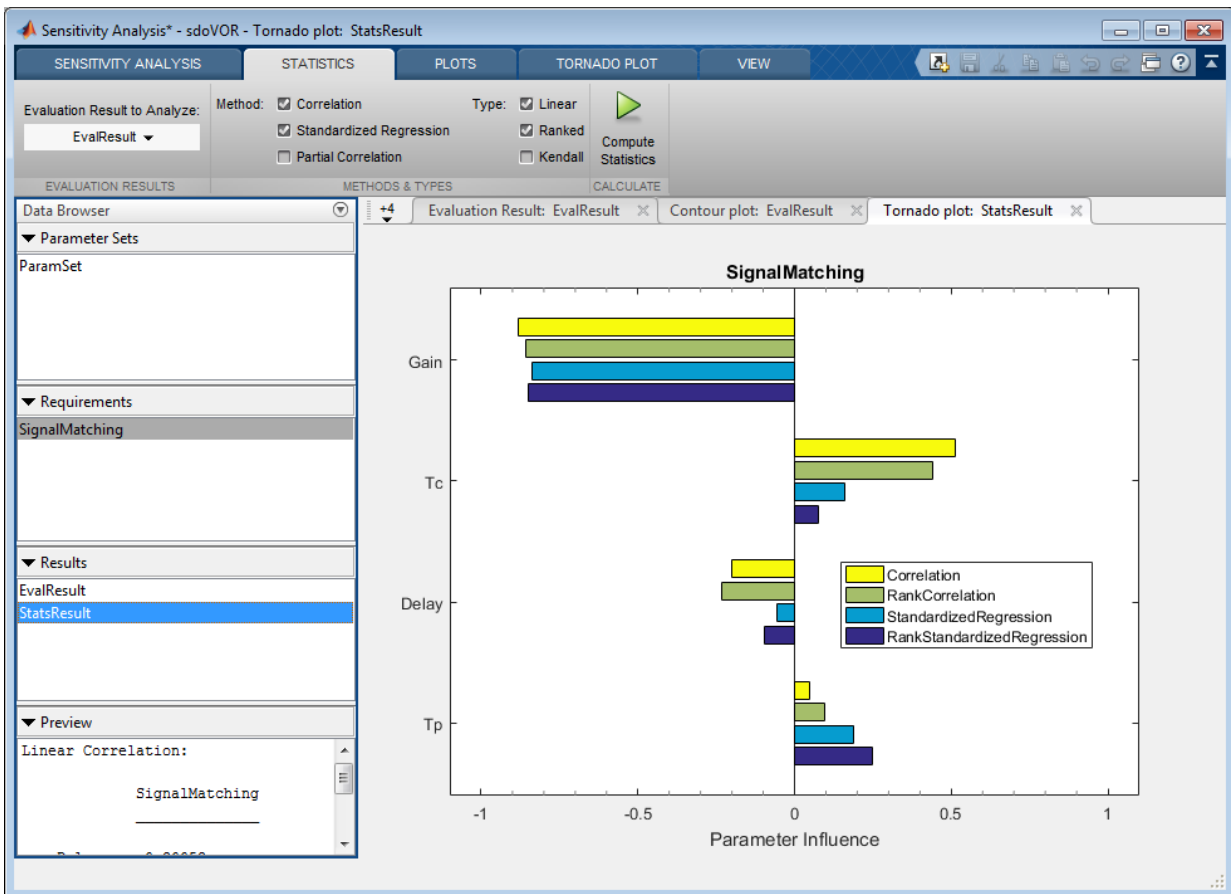 Sensitivity Analysis* - sdoVOR - Tornado plot: StatsResult
SENSITIVITY ANALYSIS STATISTICS PLOTS TORNADO PLOT VIEW
Evaluation Result to Analyze:
EvalResult
EVALUATION RESULTS
Method: Correlation
Standardized Regression
Partial Correlation
Type: Linear
Ranked
Kendall
METHODS & TYPES
Compute
Statistics
CALCULATE
Data Browser
Parameter Sets
ParamSet
Requirements
SignalMatching
Results
EvalResult
StatsResult
Preview
Linear Correlation:
SignalMatching
+4 Evaluation Result: EvalResult Contour plot: EvalResult Tornado plot: StatsResult
SignalMatching
Gain
Tc
Delay
Tp
Correlation
RankCorrelation
StandardizedRegression
RankStandardizedRegression
-1 -0.5 0 0.5 1
Parameter Influence